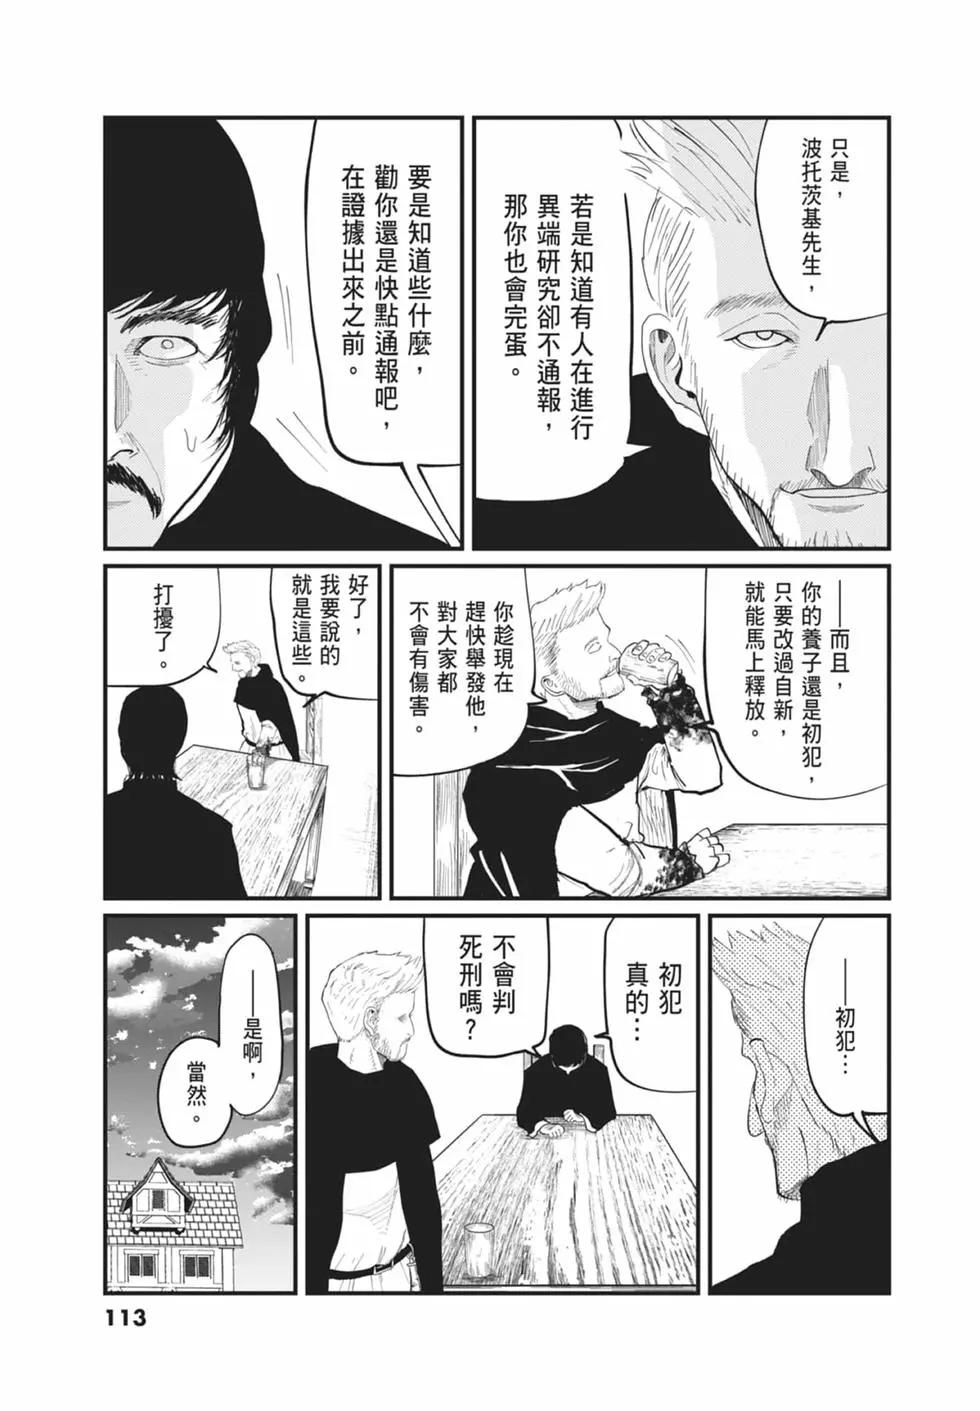 只是，
波托茨基先生，
若是知道有人在進行
異端研究卻不通報，
那你也會完蛋。
要是知道些什麼，
勸你還是快點通報吧，
在證據出來之前。
——而且，
你的養子還是初犯，
只要改過自新，
就能馬上釋放。
你趁現在
趕快舉發他，
對大家都
不會有傷害。
好了，
我要說的
就是這些。
打擾了。
——初犯…
初犯
真的…
不會判
死刑嗎？
——是啊，
當然。
113